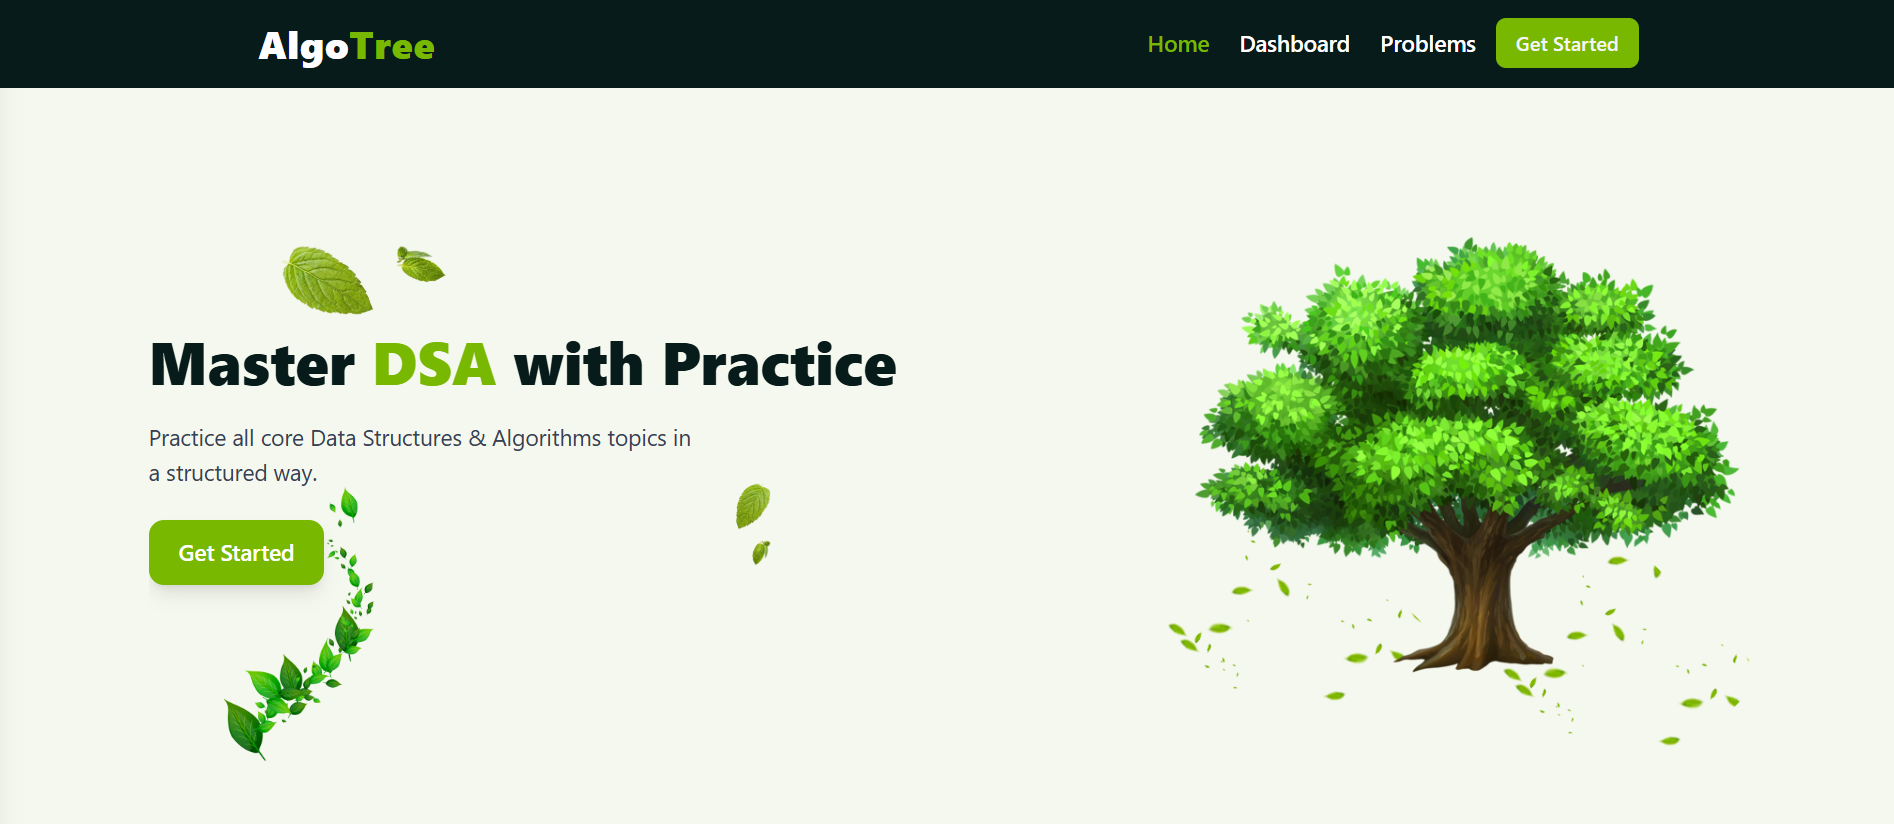 AlgoTree
Home Dashboard Problems Get Started
Master DSA with Practice
Practice all core Data Structures & Algorithms topics in
a structured way.
Get Started